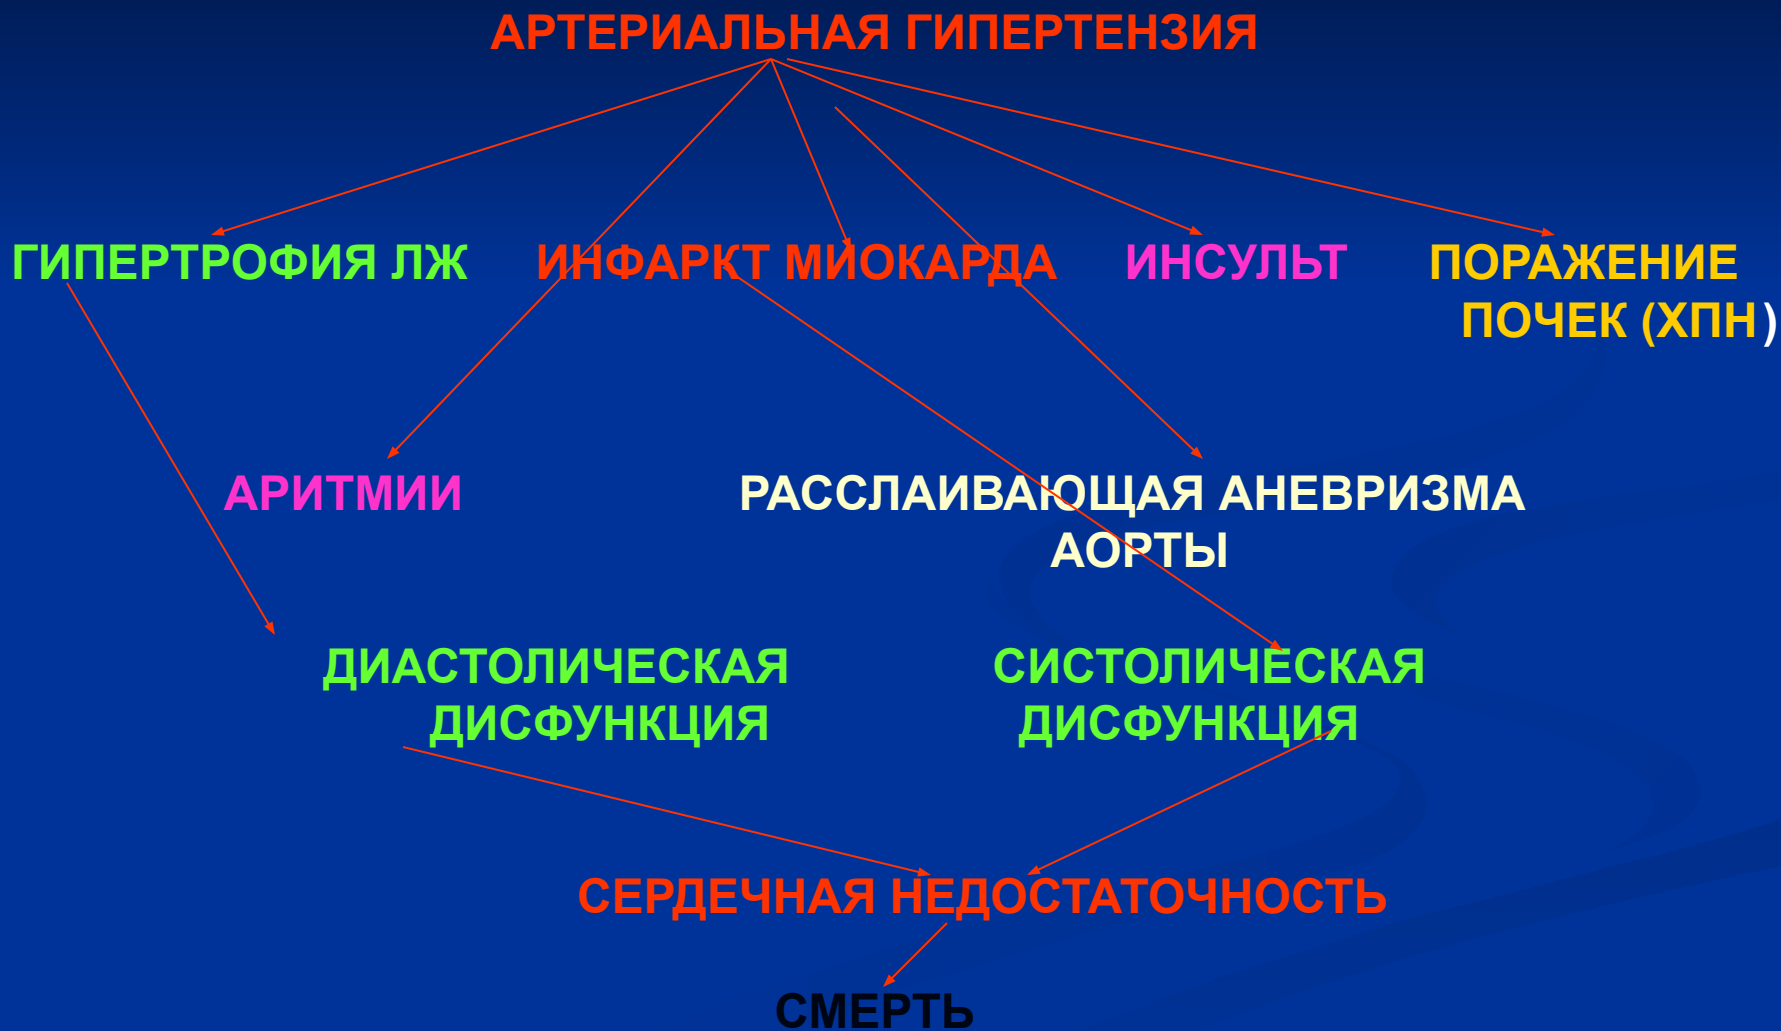 АРТЕРИАЛЬНАЯ ГИПЕРТЕНЗИЯ
ГИПЕРТРОФИЯ ЛЖ ИНФАРКТ МИОКАРДА ИНСУЛЬТ ПОРАЖЕНИЕ
ПОЧЕК (ХПН)
АРИТМИИ РАССЛАИВАЮЩАЯ АНЕВРИЗМА
АОРТЫ
ДИАСТОЛИЧЕСКАЯ СИСТОЛИЧЕСКАЯ
ДИСФУНКЦИЯ ДИСФУНКЦИЯ
СЕРДЕЧНАЯ НЕДОСТАТОЧНОСТЬ
СМЕРТЬ